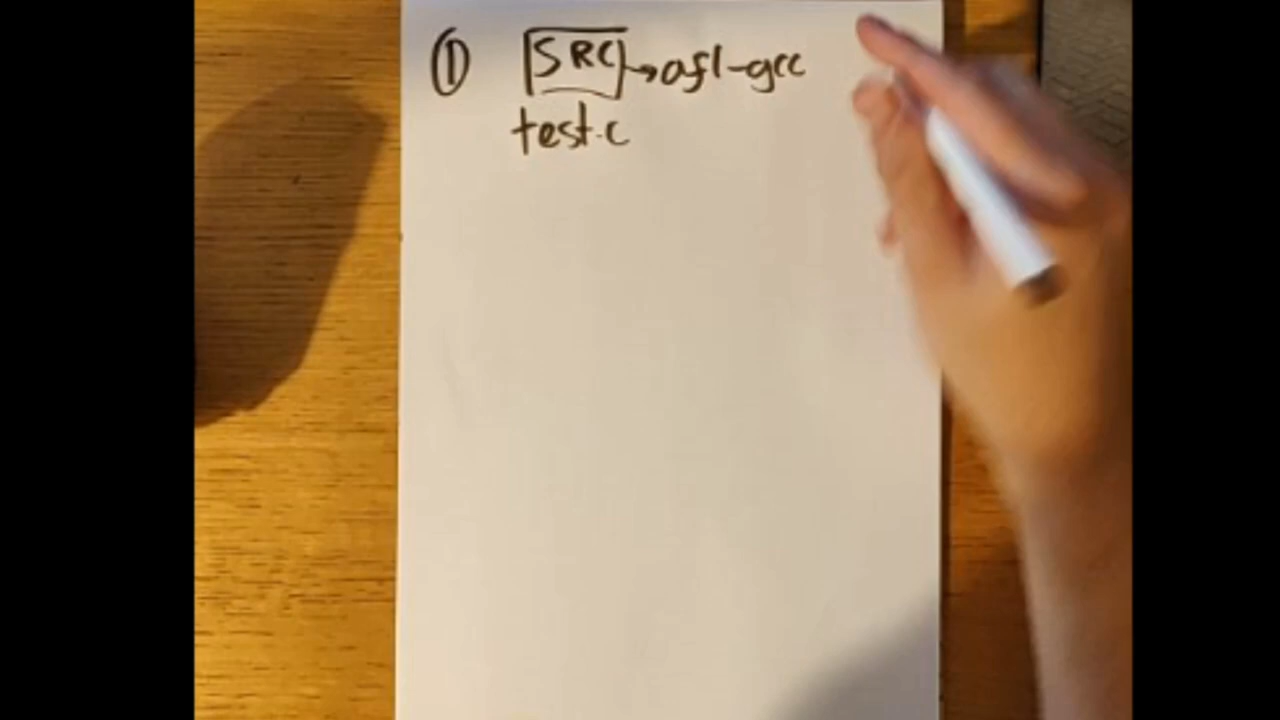 ① SRC → afl-gcc
test.c